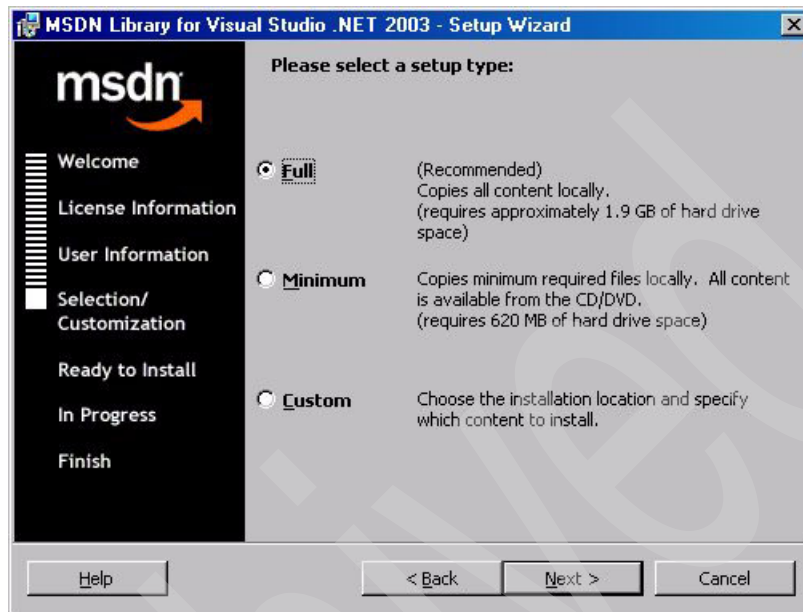 MSDN Library for Visual Studio .NET 2003 - Setup Wizard
msdn
Welcome
License Information
User Information
Selection/
Customization
Ready to Install
In Progress
Finish
Please select a setup type:
Full
(Recommended)
Copies all content locally.
(requires approximately 1.9 GB of hard drive
space)
Minimum
Copies minimum required files locally.  All content
is available from the CD/DVD.
(requires 620 MB of hard drive space)
Custom
Choose the installation location and specify
which content to install.
Help
< Back
Next >
Cancel